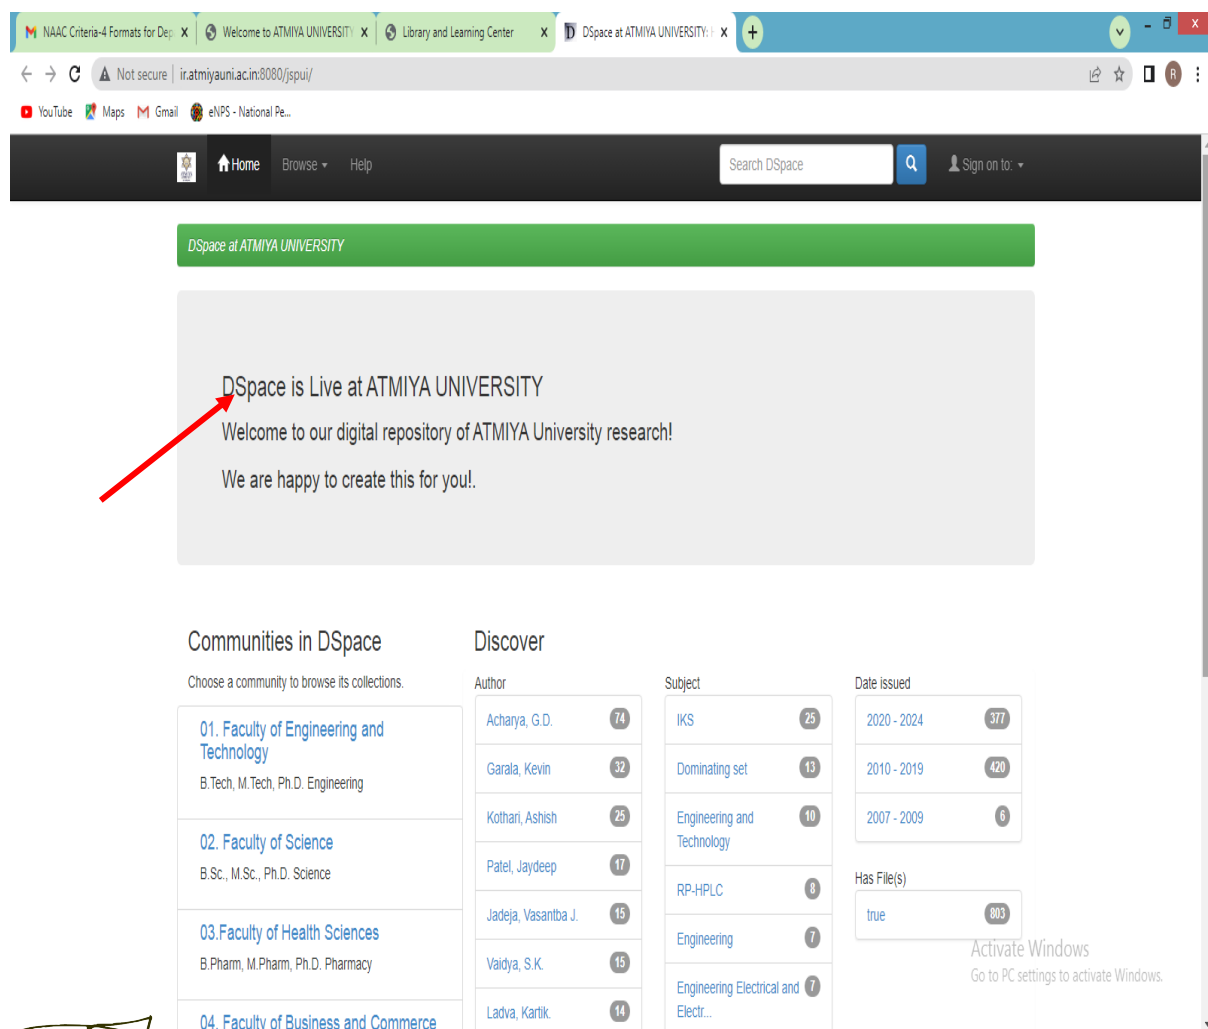 NAAC Criteria-4 Formats for Dep
Welcome to ATMIYA UNIVERSITY
Library and Learning Center
DSpace at ATMIYA UNIVERSITY: H
Not secure ir.atmiyauni.ac.in:8080/jspui/
R
YouTube Maps Gmail eNPS - National Pe...
Home Browse Help Search DSpace Sign on to:
DSpace at ATMIYA UNIVERSITY
DSpace is Live at ATMIYA UNIVERSITY
Welcome to our digital repository of ATMIYA University research!
We are happy to create this for you!.
Communities in DSpace
Choose a community to browse its collections.
01. Faculty of Engineering and
Technology
B.Tech, M.Tech, Ph.D. Engineering
02. Faculty of Science
B.Sc., M.Sc., Ph.D. Science
03.Faculty of Health Sciences
B.Pharm, M.Pharm, Ph.D. Pharmacy
04. Faculty of Business and Commerce
Discover
Author
Acharya, G.D. 74
Garala, Kevin 32
Kothari, Ashish 25
Patel, Jaydeep 17
Jadeja, Vasantba J. 15
Vaidya, S.K. 15
Ladva, Kartik. 14
Subject
IKS 25
Dominating set 13
Engineering and 10
Technology
RP-HPLC 8
Engineering 7
Engineering Electrical and 7
Electr...
Date issued
2020 - 2024 377
2010 - 2019 420
2007 - 2009 6
Has File(s)
true 803
Activate Windows
Go to PC settings to activate Windows.